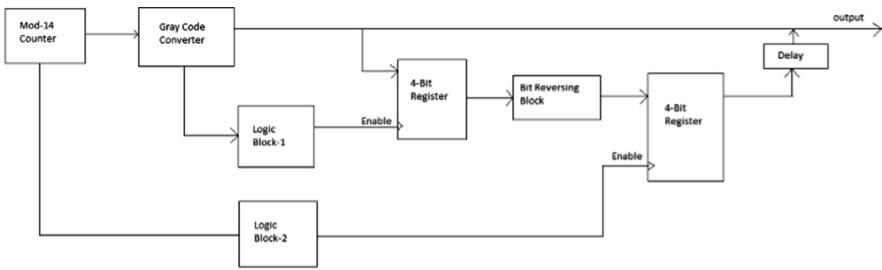 Mod-14
Counter
Gray Code
Converter
output
Delay
4-Bit
Register
Bit Reversing
Block
4-Bit
Register
Logic
Block-1
Enable
Enable
Logic
Block-2